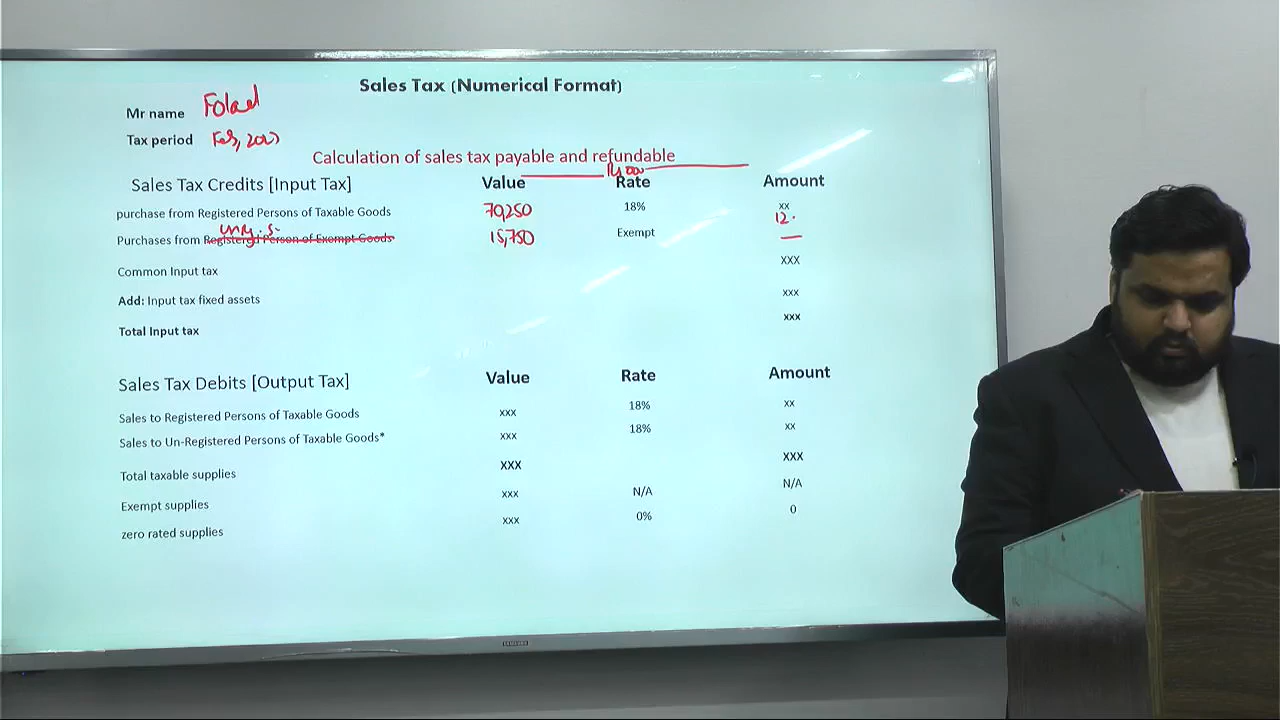 Sales Tax (Numerical Format)
Mr name Folad
Tax period Feb,
Calculation of sales tax payable and refundable
Rs 000
Sales Tax Credits [Input Tax] Value Rate Amount
purchase from Registered Persons of Taxable Goods 70,250 18% xx
12.
Purchases from Registered Person of Exempt Goods 15,750 Exempt —
Common Input tax XXX
Add: Input tax fixed assets xxx
Total Input tax xxx
Sales Tax Debits [Output Tax] Value Rate Amount
Sales to Registered Persons of Taxable Goods xxx 18% xx
Sales to Un-Registered Persons of Taxable Goods* xxx 18% xx
Total taxable supplies XXX XXX
Exempt supplies xxx N/A N/A
zero rated supplies xxx 0% 0
SAMSUNG